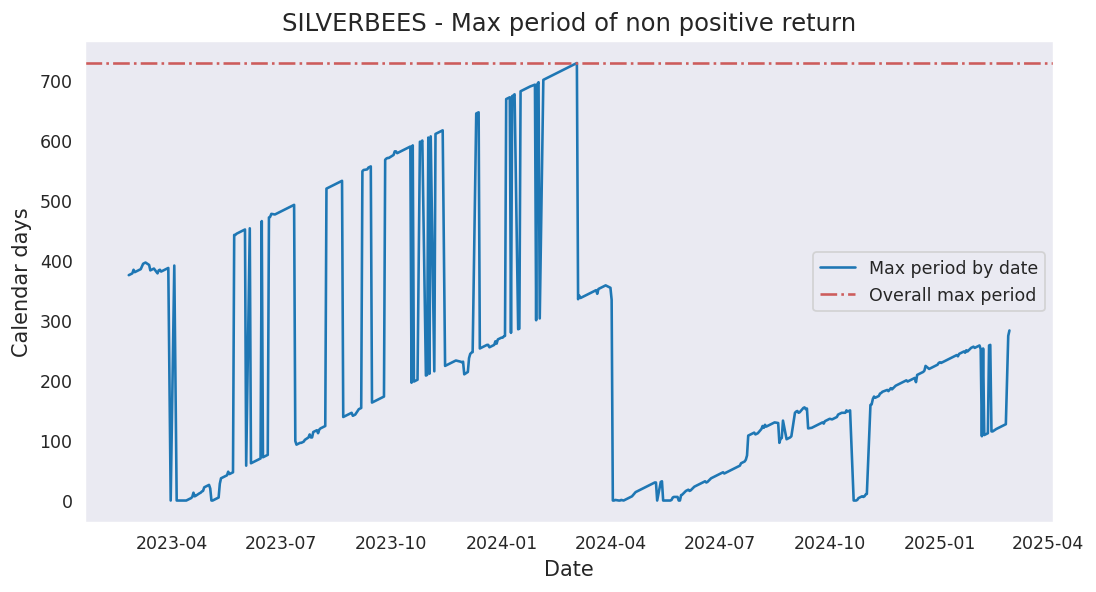 SILVERBEES - Max period of non positive return
Calendar days
700
600
500
400
300
200
100
0
Max period by date
Overall max period
2023-04 2023-07 2023-10 2024-01 2024-04 2024-07 2024-10 2025-01 2025-04
Date